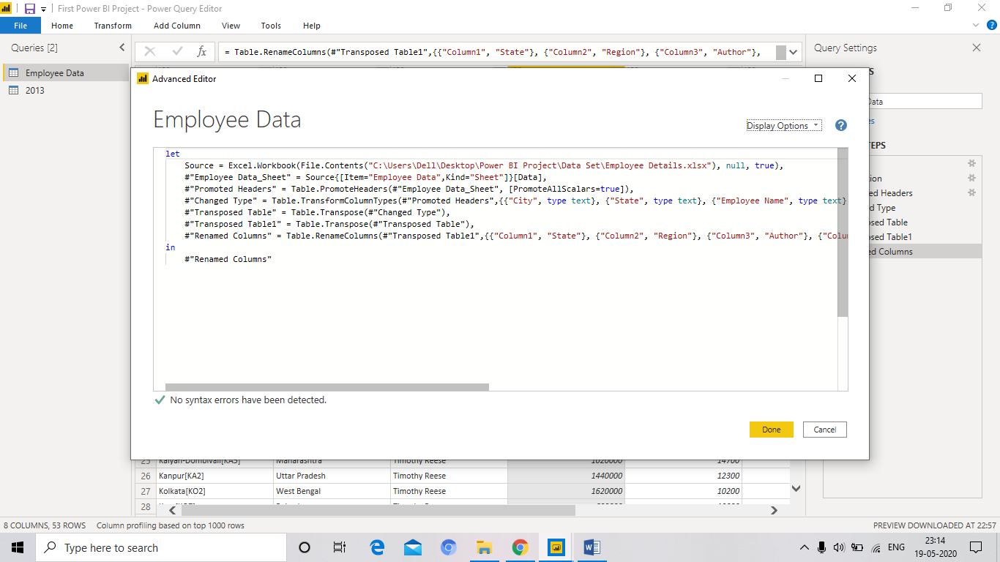 First Power BI Project - Power Query Editor
File Home Transform Add Column View Tools Help
Queries [2]
= Table.RenameColumns(#"Transposed Table1",{{"Column1", "State"}, {"Column2", "Region"}, {"Column3", "Author"},
Query Settings
Employee Data
2013
Advanced Editor
Employee Data
Display Options
let
Source = Excel.Workbook(File.Contents("C:\Users\Dell\Desktop\Power BI Project\Data Set\Employee Details.xlsx"), null, true),
#"Employee Data_Sheet" = Source{[Item="Employee Data",Kind="Sheet"]}[Data],
#"Promoted Headers" = Table.PromoteHeaders(#"Employee Data_Sheet", [PromoteAllScalars=true]),
#"Changed Type" = Table.TransformColumnTypes(#"Promoted Headers",{{"City", type text}, {"State", type text}, {"Employee Name", type text}
#"Transposed Table" = Table.Transpose(#"Changed Type"),
#"Transposed Table1" = Table.Transpose(#"Transposed Table"),
#"Renamed Columns" = Table.RenameColumns(#"Transposed Table1",{{"Column1", "State"}, {"Column2", "Region"}, {"Column3", "Author"}, {"Colu
in
#"Renamed Columns"
No syntax errors have been detected.
Done Cancel
S
Data
es
TEPS
ion
ed Headers
d Type
osed Table
osed Table1
ed Columns
25 Kalyan-Dombivali[KA3] Maharashtra Timothy Reese 1020000 14700
26 Kanpur[KA2] Uttar Pradesh Timothy Reese 1440000 12300
27 Kolkata[KO2] West Bengal Timothy Reese 1620000 10200
28
8 COLUMNS, 53 ROWS Column profiling based on top 1000 rows PREVIEW DOWNLOADED AT 22:57
Type here to search
ENG
23:14
19-05-2020